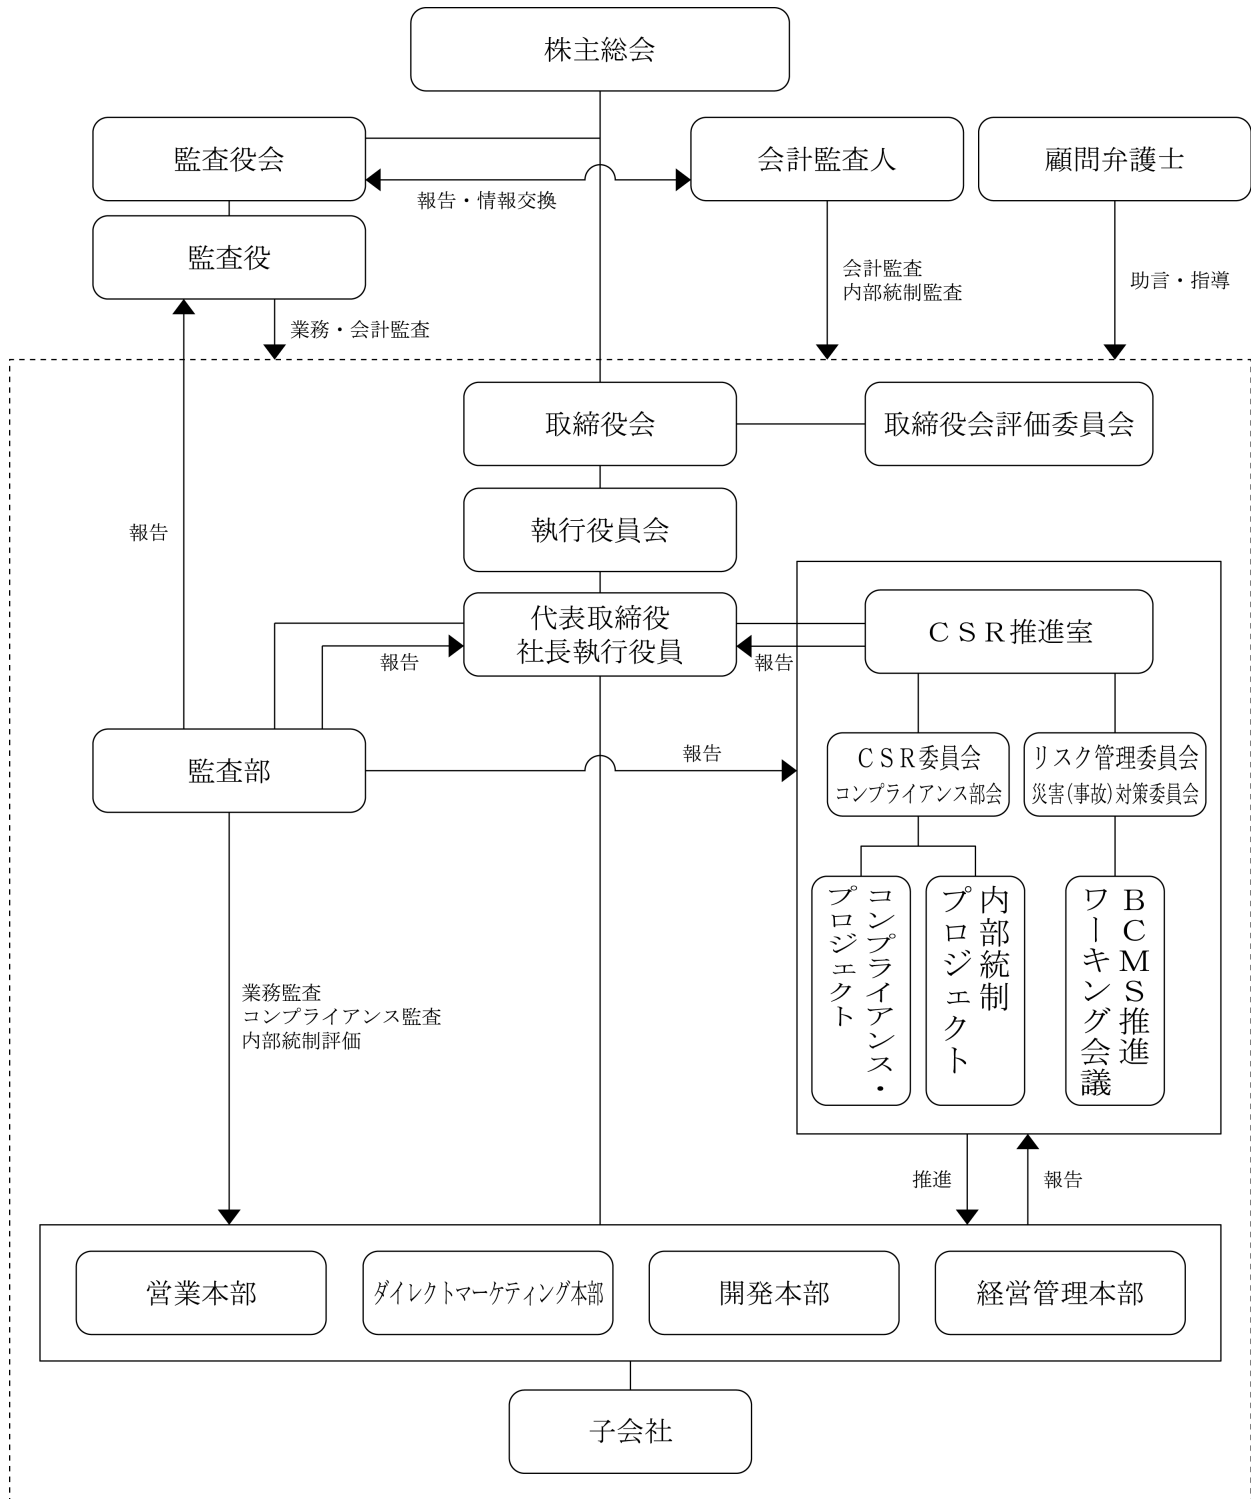 株主総会
監査役会
会計監査人
顧問弁護士
報告・情報交換
監査役
会計監査
内部統制監査
助言・指導
業務・会計監査
取締役会
取締役会評価委員会
報告
執行役員会
代表取締役
社長執行役員
CSR推進室
報告
報告
監査部
報告
CSR委員会
コンプライアンス部会
リスク管理委員会
災害(事故)対策委員会
コンプライアンス・
プロジェクト
内部統制
プロジェクト
BCMS推進
ワーキング会議
業務監査
コンプライアンス監査
内部統制評価
推進
報告
営業本部
ダイレクトマーケティング本部
開発本部
経営管理本部
子会社